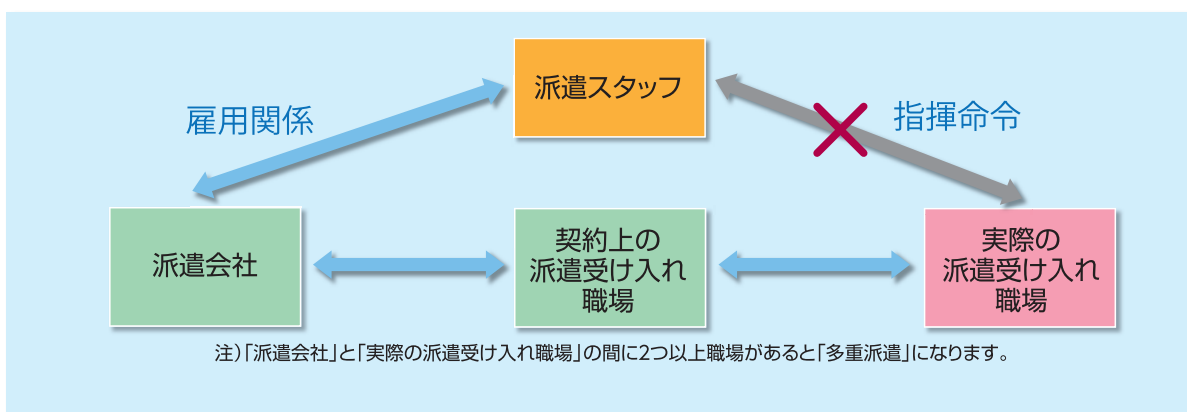 派遣スタッフ
雇用関係
指揮命令
派遣会社
契約上の
派遣受け入れ
職場
実際の
派遣受け入れ
職場
注）「派遣会社」と「実際の派遣受け入れ職場」の間に2つ以上職場があると「多重派遣」になります。